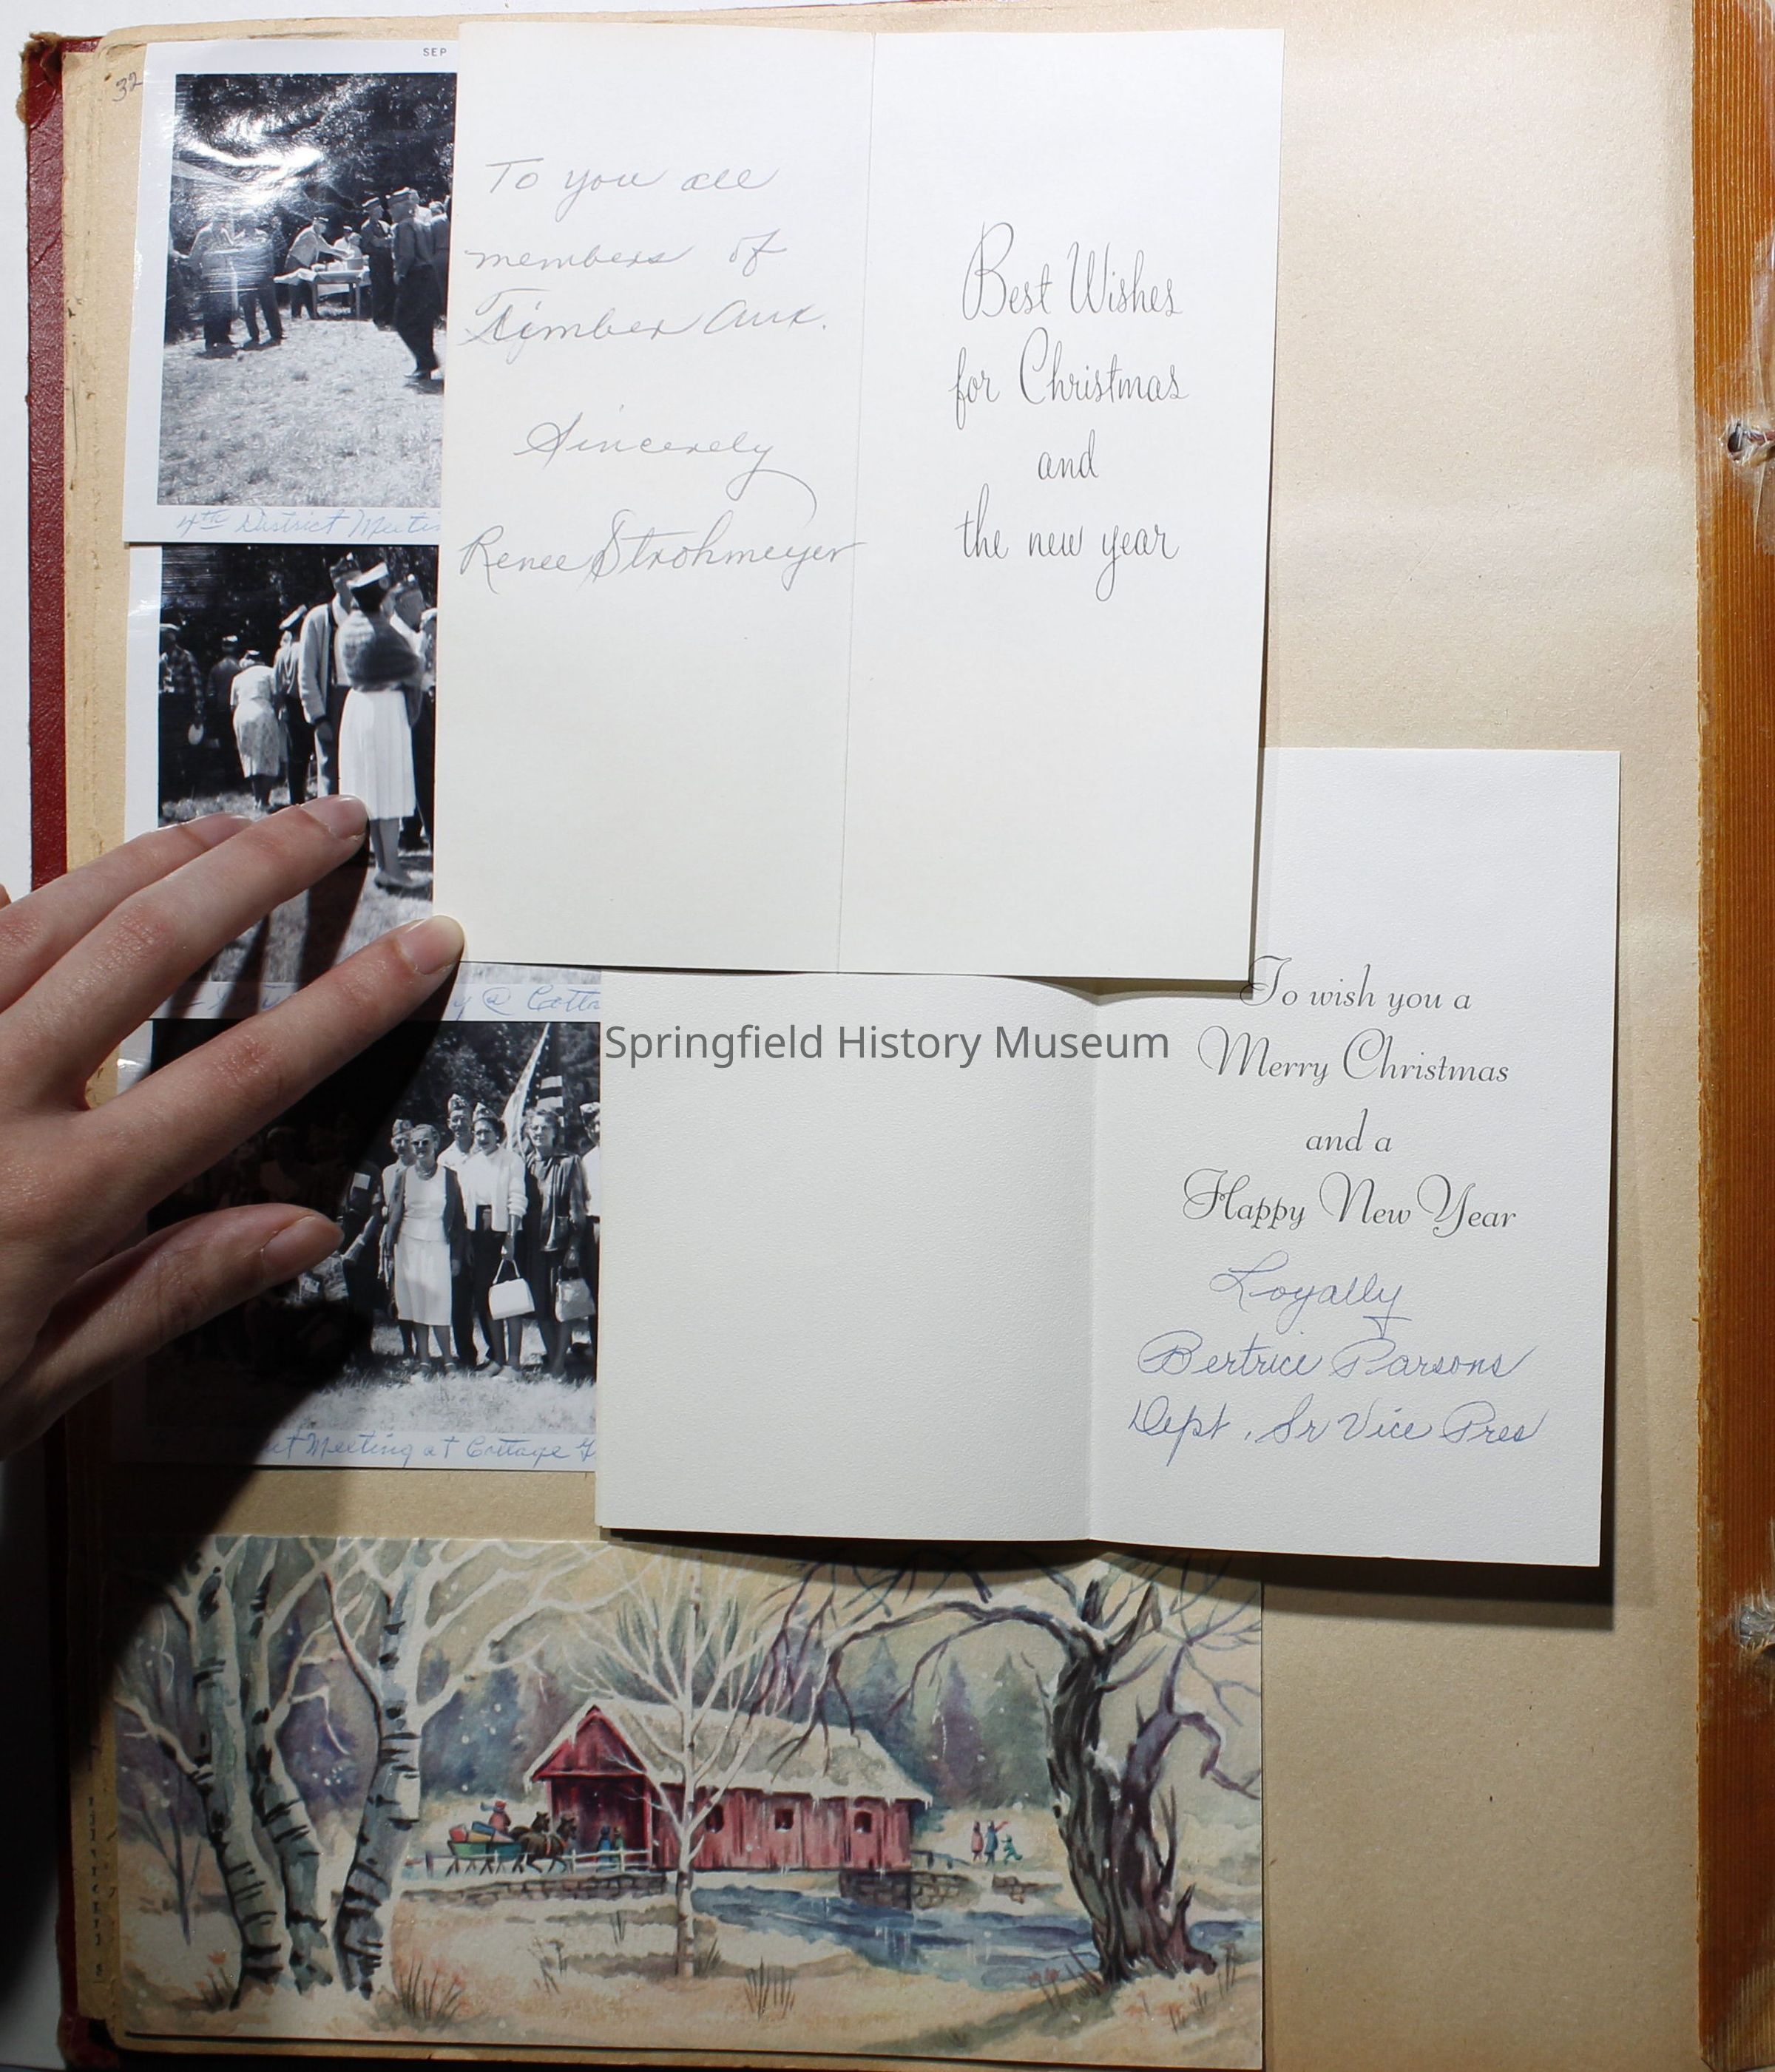 32
SEP
To you all
members of
Timber Aux.
Sincerely
Renee Strohmeyer
Best Wishes
for Christmas
and
the new year
4th District Meetin
@ Cotta
Meeting at Cottage G
Springfield History Museum
To wish you a
Merry Christmas
and a
Happy New Year
Loyally
Bertrice Parsons
Dept. Sr Vice Pres